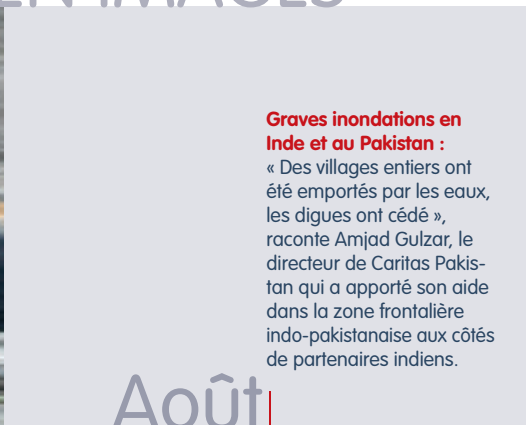 EN IMAGES
Graves inondations en
Inde et au Pakistan :
« Des villages entiers ont
été emportés par les eaux,
les digues ont cédé »,
raconte Amjad Gulzar, le
directeur de Caritas Pakis-
tan qui a apporté son aide
dans la zone frontalière
indo-pakistanaise aux côtés
de partenaires indiens.
Août